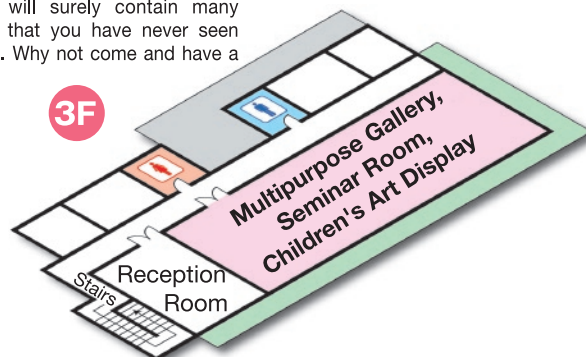 will surely contain many
that you have never seen
. Why not come and have a
3F
Multipurpose Gallery,
Seminar Room,
Children's Art Display
Reception
Room
Stairs